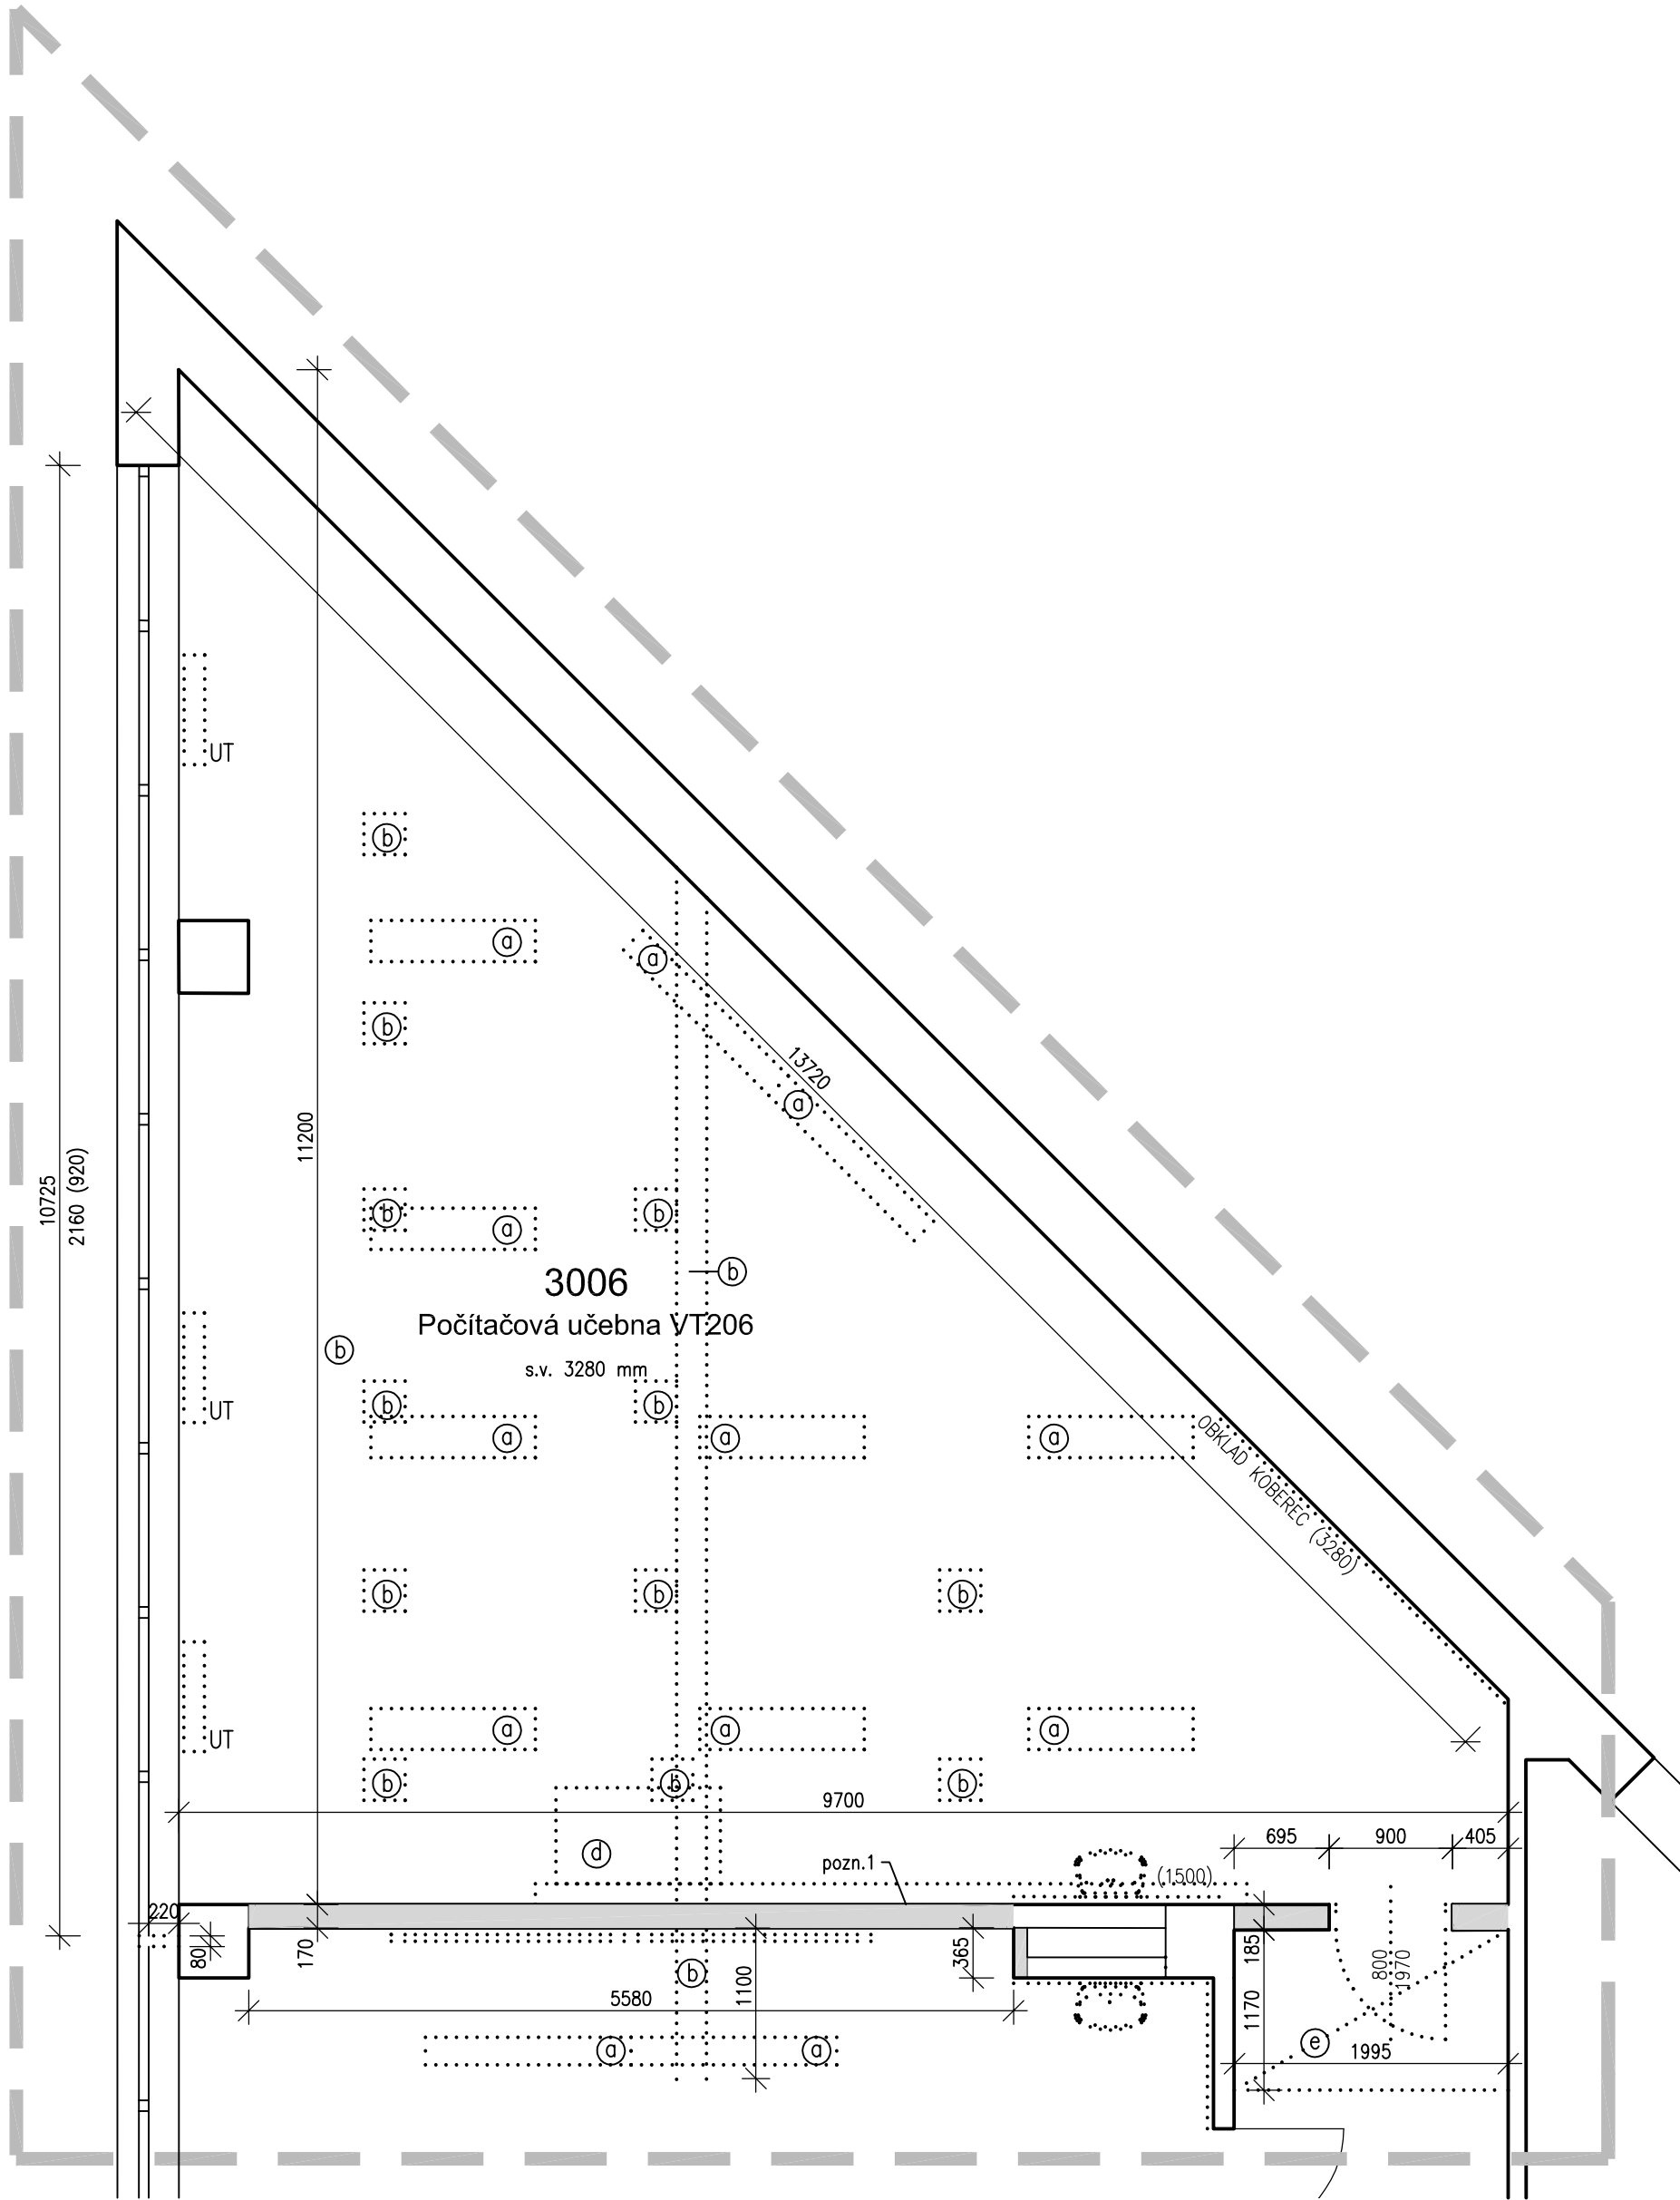 UT
b
a
a
b
13720
a
11200
10725
2160 (920)
b
a
b
b
3006
Počítačová učebna VT206
b
s.v. 3280 mm
UT
b
b
a
a
a
OBKLAD KOBEREC (3280)
b
b
b
UT
a
a
a
b
b
b
9700
695
900
405
d
pozn.1
(1500)
220
80
170
b
1100
365
185
800
1970
5580
1170
a
a
e
1995